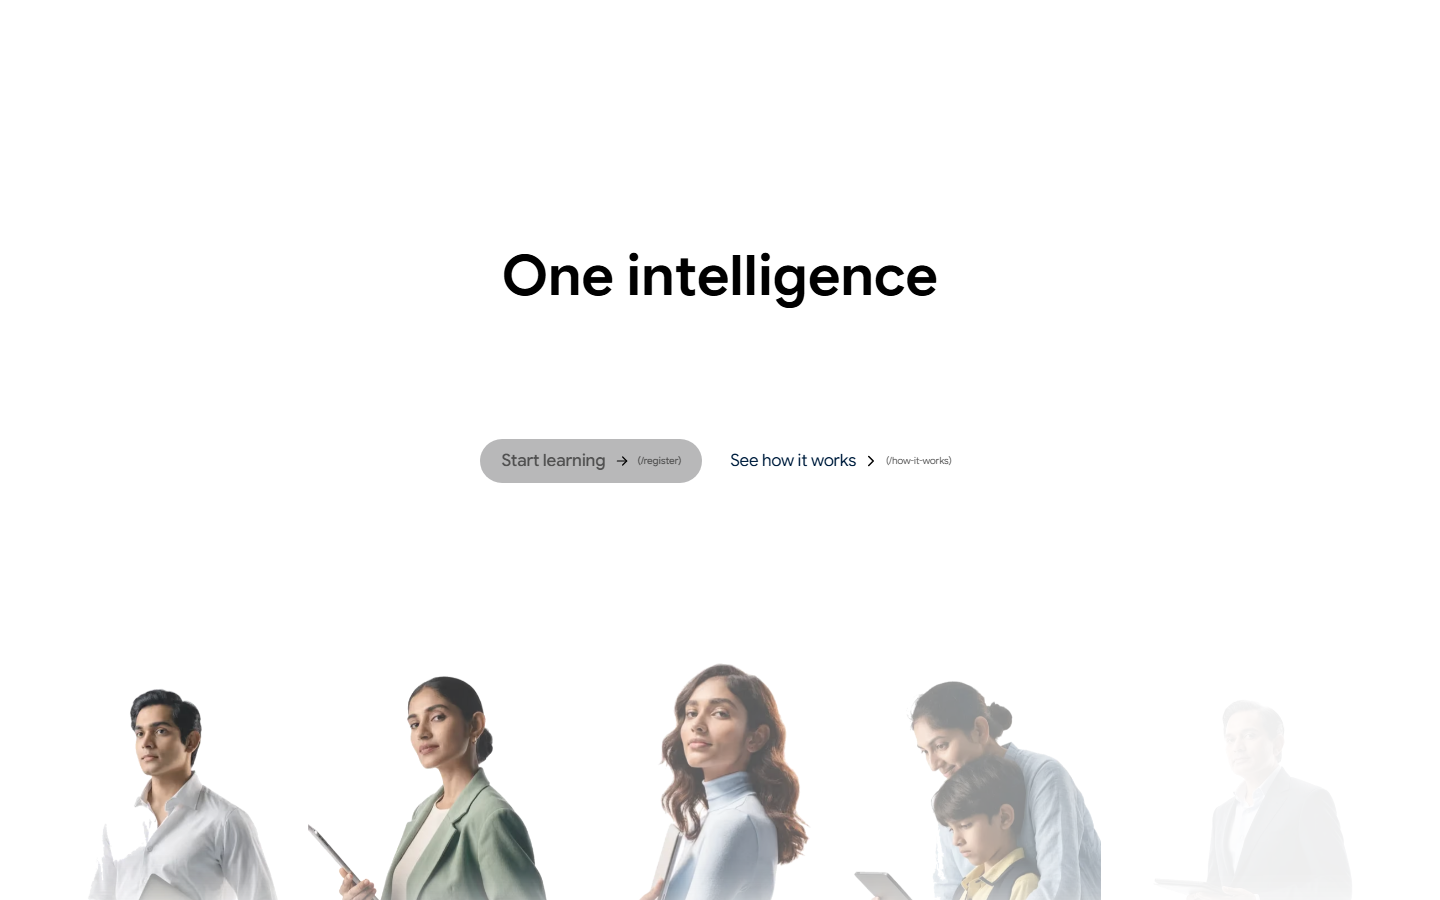 One intelligence
Start learning → (/register)
See how it works > (/how-it-works)